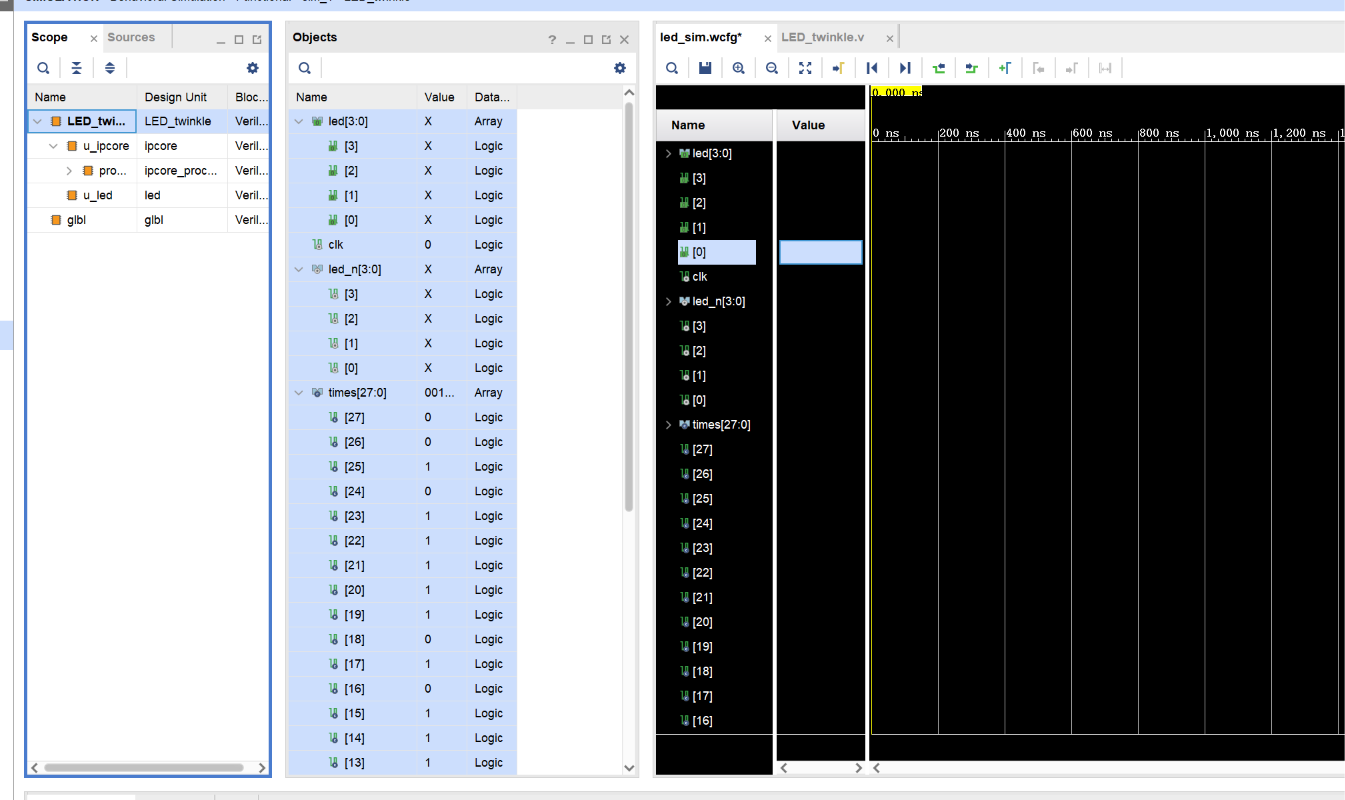 Scope Sources
Name Design Unit Bloc...
LED_twi... LED_twinkle Veril...
u_ipcore ipcore Veril...
pro... ipcore_proc... Veril...
u_led led Veril...
glbl glbl Veril...
Objects
Name Value Data...
led[3:0] X Array
[3] X Logic
[2] X Logic
[1] X Logic
[0] X Logic
clk 0 Logic
led_n[3:0] X Array
[3] X Logic
[2] X Logic
[1] X Logic
[0] X Logic
times[27:0] 001... Array
[27] 0 Logic
[26] 0 Logic
[25] 1 Logic
[24] 0 Logic
[23] 1 Logic
[22] 1 Logic
[21] 1 Logic
[20] 1 Logic
[19] 1 Logic
[18] 0 Logic
[17] 1 Logic
[16] 0 Logic
[15] 1 Logic
[14] 1 Logic
[13] 1 Logic
led_sim.wcfg* LED_twinkle.v
0.000 ns
Name Value
0 ns 200 ns 400 ns 600 ns 800 ns 1,000 ns 1,200 ns
led[3:0]
[3]
[2]
[1]
[0]
clk
led_n[3:0]
[3]
[2]
[1]
[0]
times[27:0]
[27]
[26]
[25]
[24]
[23]
[22]
[21]
[20]
[19]
[18]
[17]
[16]